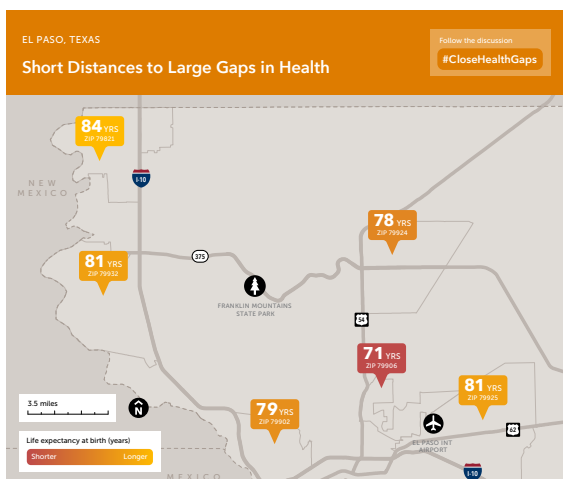 EL PASO, TEXAS
Short Distances to Large Gaps in Health
Follow the discussion
#CloseHealthGaps
84 YRS
ZIP 79821
NEW
MEXICO
I-10
78 YRS
ZIP 79924
81 YRS
ZIP 79932
375
FRANKLIN MOUNTAINS
STATE PARK
54
71 YRS
ZIP 79906
81 YRS
ZIP 79925
3.5 miles
N
79 YRS
ZIP 79902
62
EL PASO INT
AIRPORT
Life expectancy at birth (years)
Shorter Longer
MEXICO
I-10